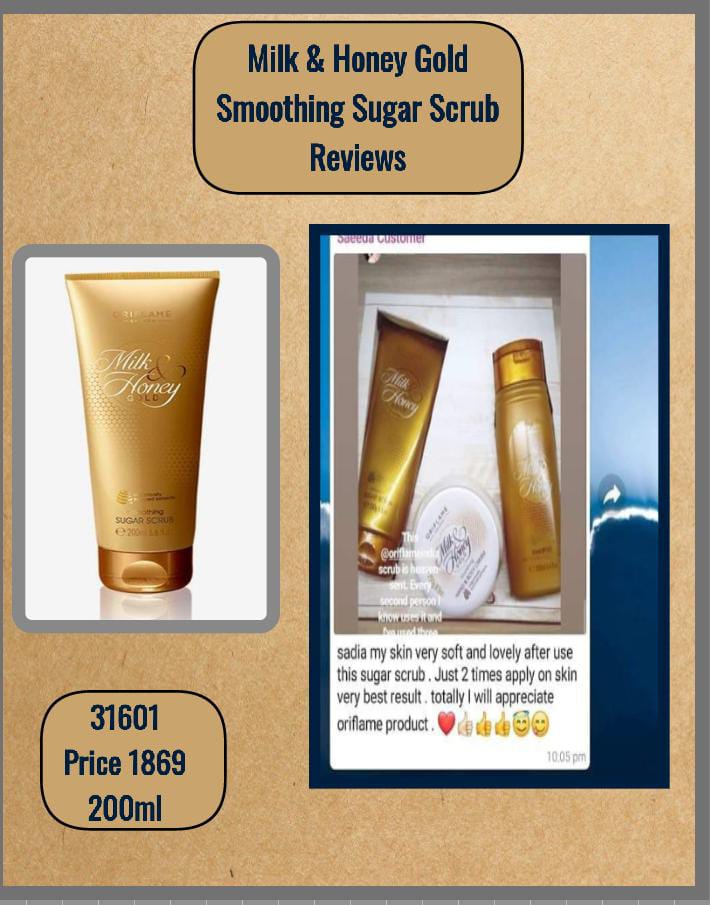 Milk & Honey Gold
Smoothing Sugar Scrub
Reviews
ORIFLAME
Milk &
Honey
GOLD
SUGAR SCRUB
31601
Price 1869
200ml
Saeeda Customer
Milk &
Honey
ORIFLAME
Milk &
Honey
This
scrub is heaven
sent. Every
second person I
know uses it and
I've used three
sadia my skin very soft and lovely after use
this sugar scrub . Just 2 times apply on skin
very best result . totally I will appreciate
oriflame product . ❤️👍🏻👍👍😇😋
10:05 pm